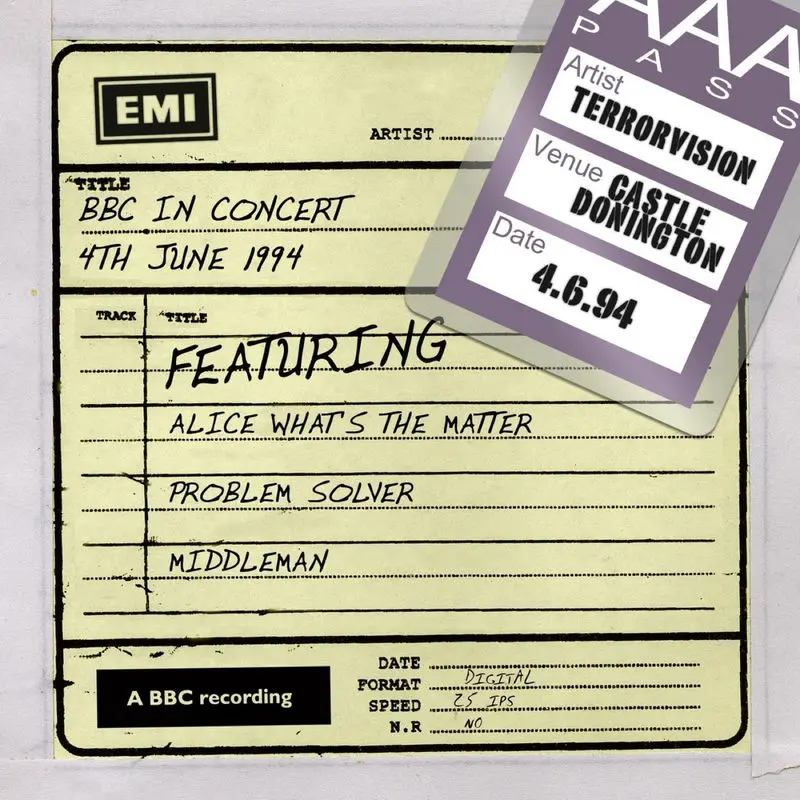 EMI
ARTIST
TITLE
BBC IN CONCERT
4TH JUNE 1994
AAA
PASS
Artist
TERRORVISION
Venue
CASTLE
DONINGTON
Date
4.6.94
TRACK TITLE
FEATURING
ALICE WHAT'S THE MATTER
PROBLEM SOLVER
MIDDLEMAN
A BBC recording
DATE
FORMAT DIGITAL
SPEED 25 IPS
N.R NO